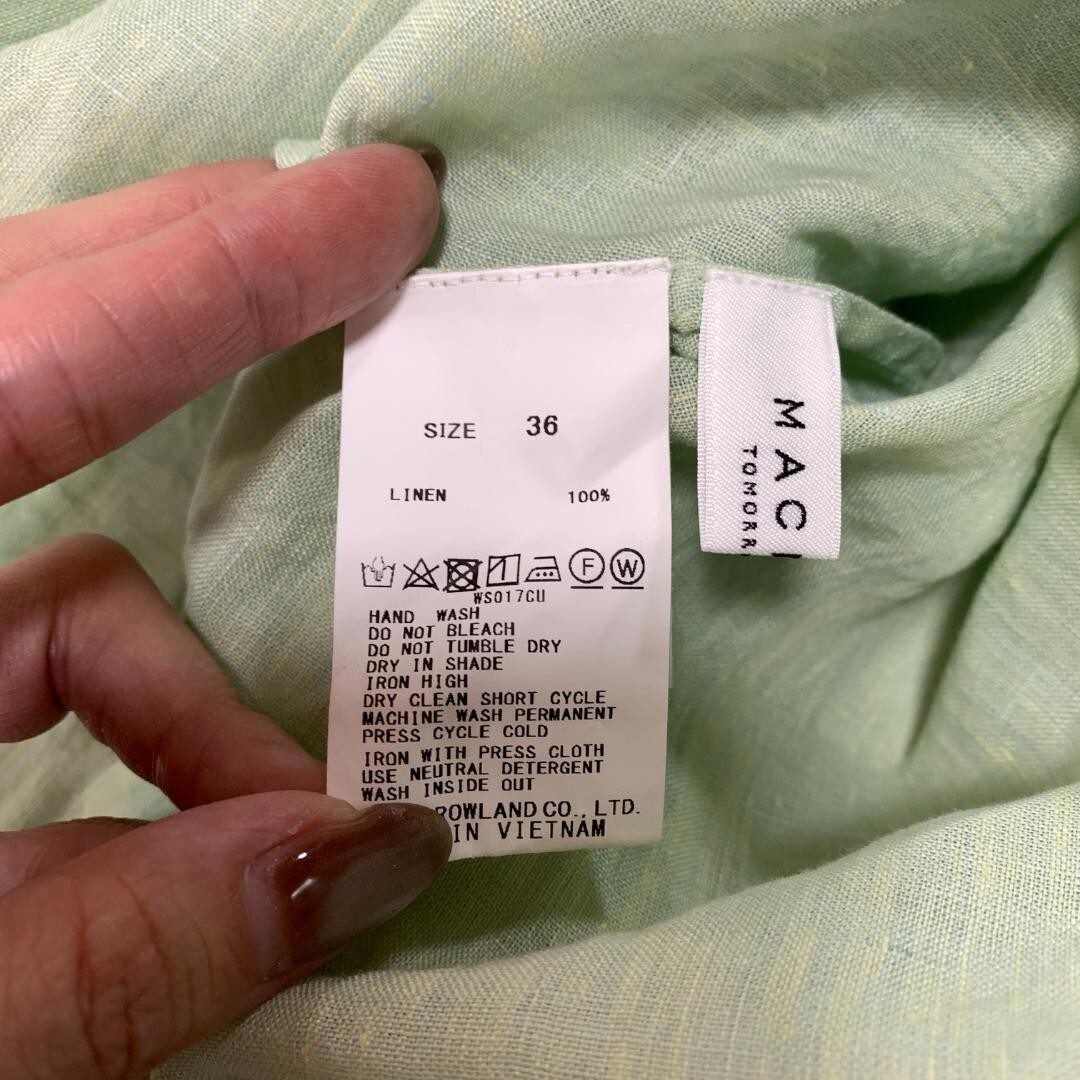 SIZE 36
LINEN 100%
F W
WS017CU
HAND WASH
DO NOT BLEACH
DO NOT TUMBLE DRY
DRY IN SHADE
IRON HIGH
DRY CLEAN SHORT CYCLE
MACHINE WASH PERMANENT
PRESS CYCLE COLD
IRON WITH PRESS CLOTH
USE NEUTRAL DETERGENT
WASH INSIDE OUT
ROWLAND CO., LTD.
IN VIETNAM
MAC
TOMORR